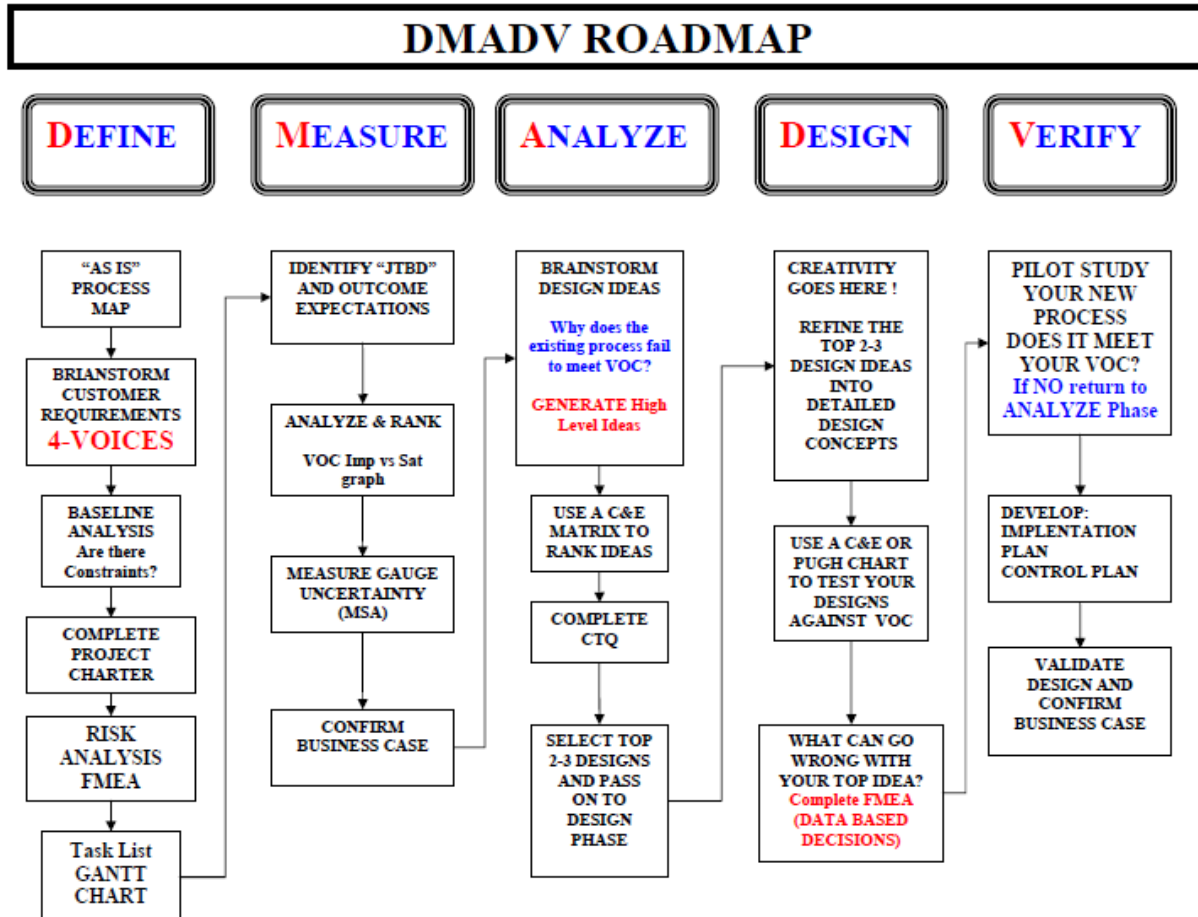 DMADV ROADMAP
DEFINE
MEASURE
ANALYZE
DESIGN
VERIFY
“AS IS”
PROCESS
MAP
BRIANSTORM
CUSTOMER
REQUIREMENTS
4-VOICES
BASELINE
ANALYSIS
Are there
Constraints?
COMPLETE
PROJECT
CHARTER
RISK
ANALYSIS
FMEA
Task List
GANTT
CHART
IDENTIFY “JTBD”
AND OUTCOME
EXPECTATIONS
ANALYZE & RANK
VOC Imp vs Sat
graph
MEASURE GAUGE
UNCERTAINTY
(MSA)
CONFIRM
BUSINESS CASE
BRAINSTORM
DESIGN IDEAS
Why does the
existing process fail
to meet VOC?
GENERATE High
Level Ideas
USE A C&E
MATRIX TO
RANK IDEAS
COMPLETE
CTQ
SELECT TOP
2-3 DESIGNS
AND PASS
ON TO
DESIGN
PHASE
CREATIVITY
GOES HERE !
REFINE THE
TOP 2-3
DESIGN IDEAS
INTO
DETAILED
DESIGN
CONCEPTS
USE A C&E OR
PUGH CHART
TO TEST YOUR
DESIGNS
AGAINST VOC
WHAT CAN GO
WRONG WITH
YOUR TOP IDEA?
Complete FMEA
(DATA BASED
DECISIONS)
PILOT STUDY
YOUR NEW
PROCESS
DOES IT MEET
YOUR VOC?
If NO return to
ANALYZE Phase
DEVELOP:
IMPLENTATION
PLAN
CONTROL PLAN
VALIDATE
DESIGN AND
CONFIRM
BUSINESS CASE